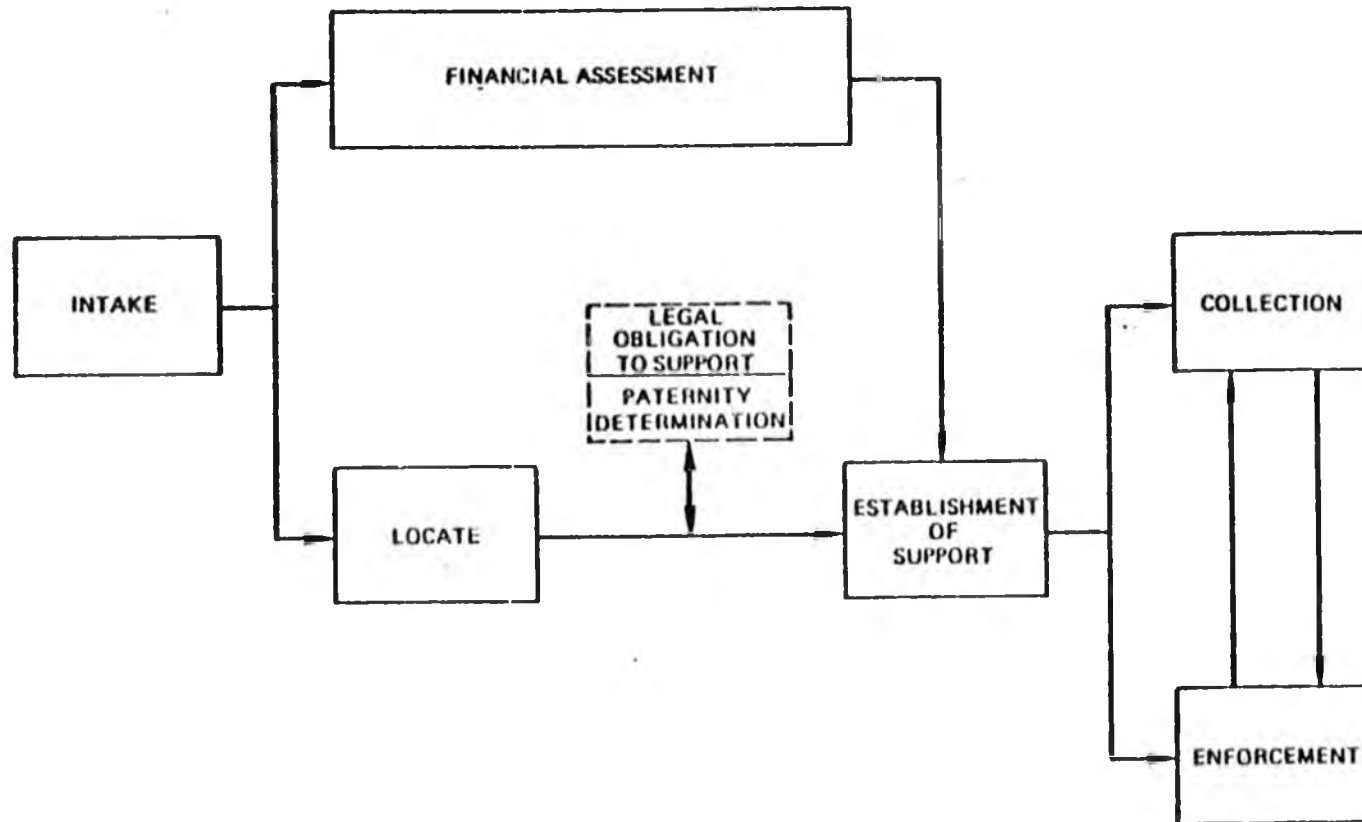 FINANCIAL ASSESSMENT
INTAKE
LEGAL
OBLIGATION
TO SUPPORT
PATERNITY
DETERMINATION
LOCATE
ESTABLISHMENT
OF
SUPPORT
COLLECTION
ENFORCEMENT